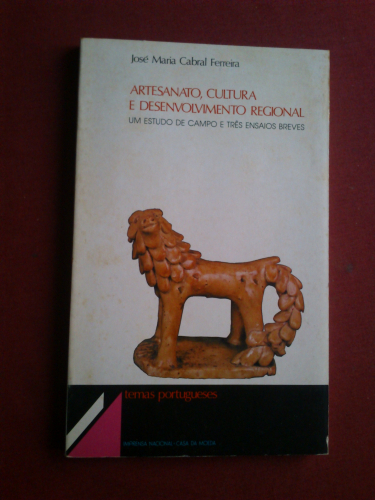 José Maria Cabral Ferreira
ARTESANATO, CULTURA
E DESENVOLVIMENTO REGIONAL
UM ESTUDO DE CAMPO E TRÊS ENSAIOS BREVES
temas portugueses
IMPRENSA NACIONAL-CASA DA MOEDA